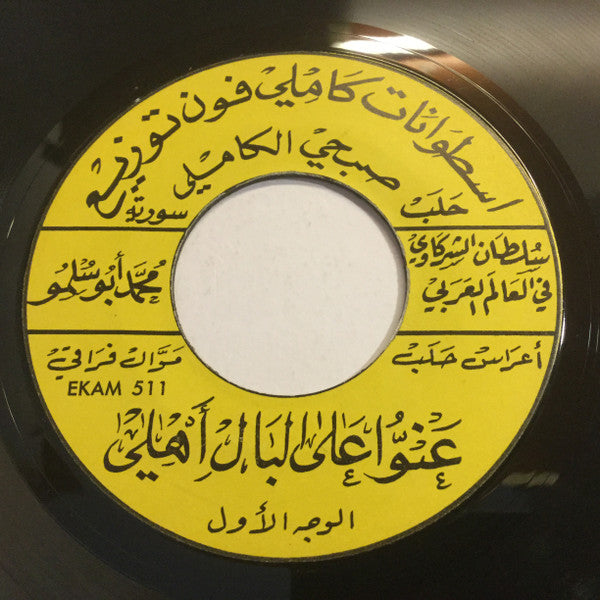 اسطوانات كاملي فون توزيع
حلب صبحي الكاملي سورية
سلطان الشركاوي
في العالم العربي
محمد أبو سلمو
أعراس حلب
موال فراقي
EKAM 511
عنوا على البال أهلي
الوجه الأول